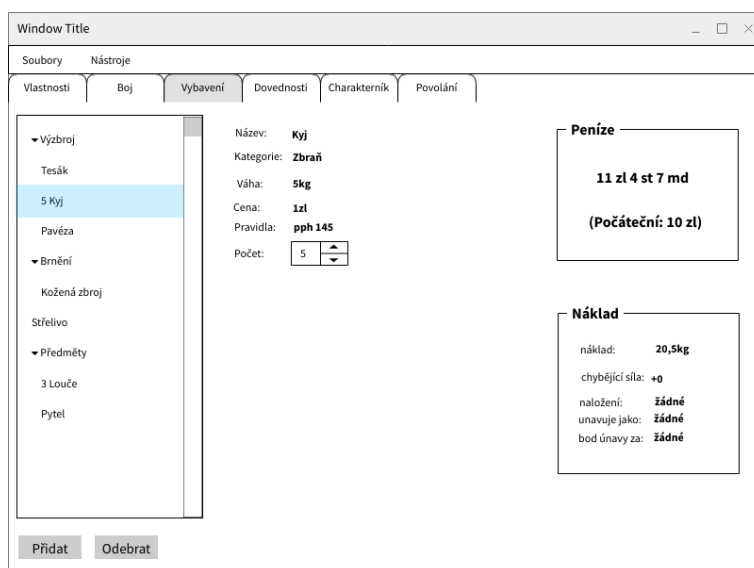 Window Title
Soubory Nástroje
Vlastnosti Boj Vybavení Dovednosti Charakterník Povolání
Výzbroj
Tesák
5 Kyj
Pavéza
Brnění
Kožená zbroj
Střelivo
Předměty
3 Louče
Pytel
Přidat Odebrat
Název: Kyj
Kategorie: Zbraň
Váha: 5kg
Cena: 1zl
Pravidla: pph 145
Počet: 5
Peníze
11 zl 4 st 7 md
(Počáteční: 10 zl)
Náklad
náklad: 20,5kg
chybějící síla: +0
naložení: žádné
unavuje jako: žádné
bod únavy za: žádné